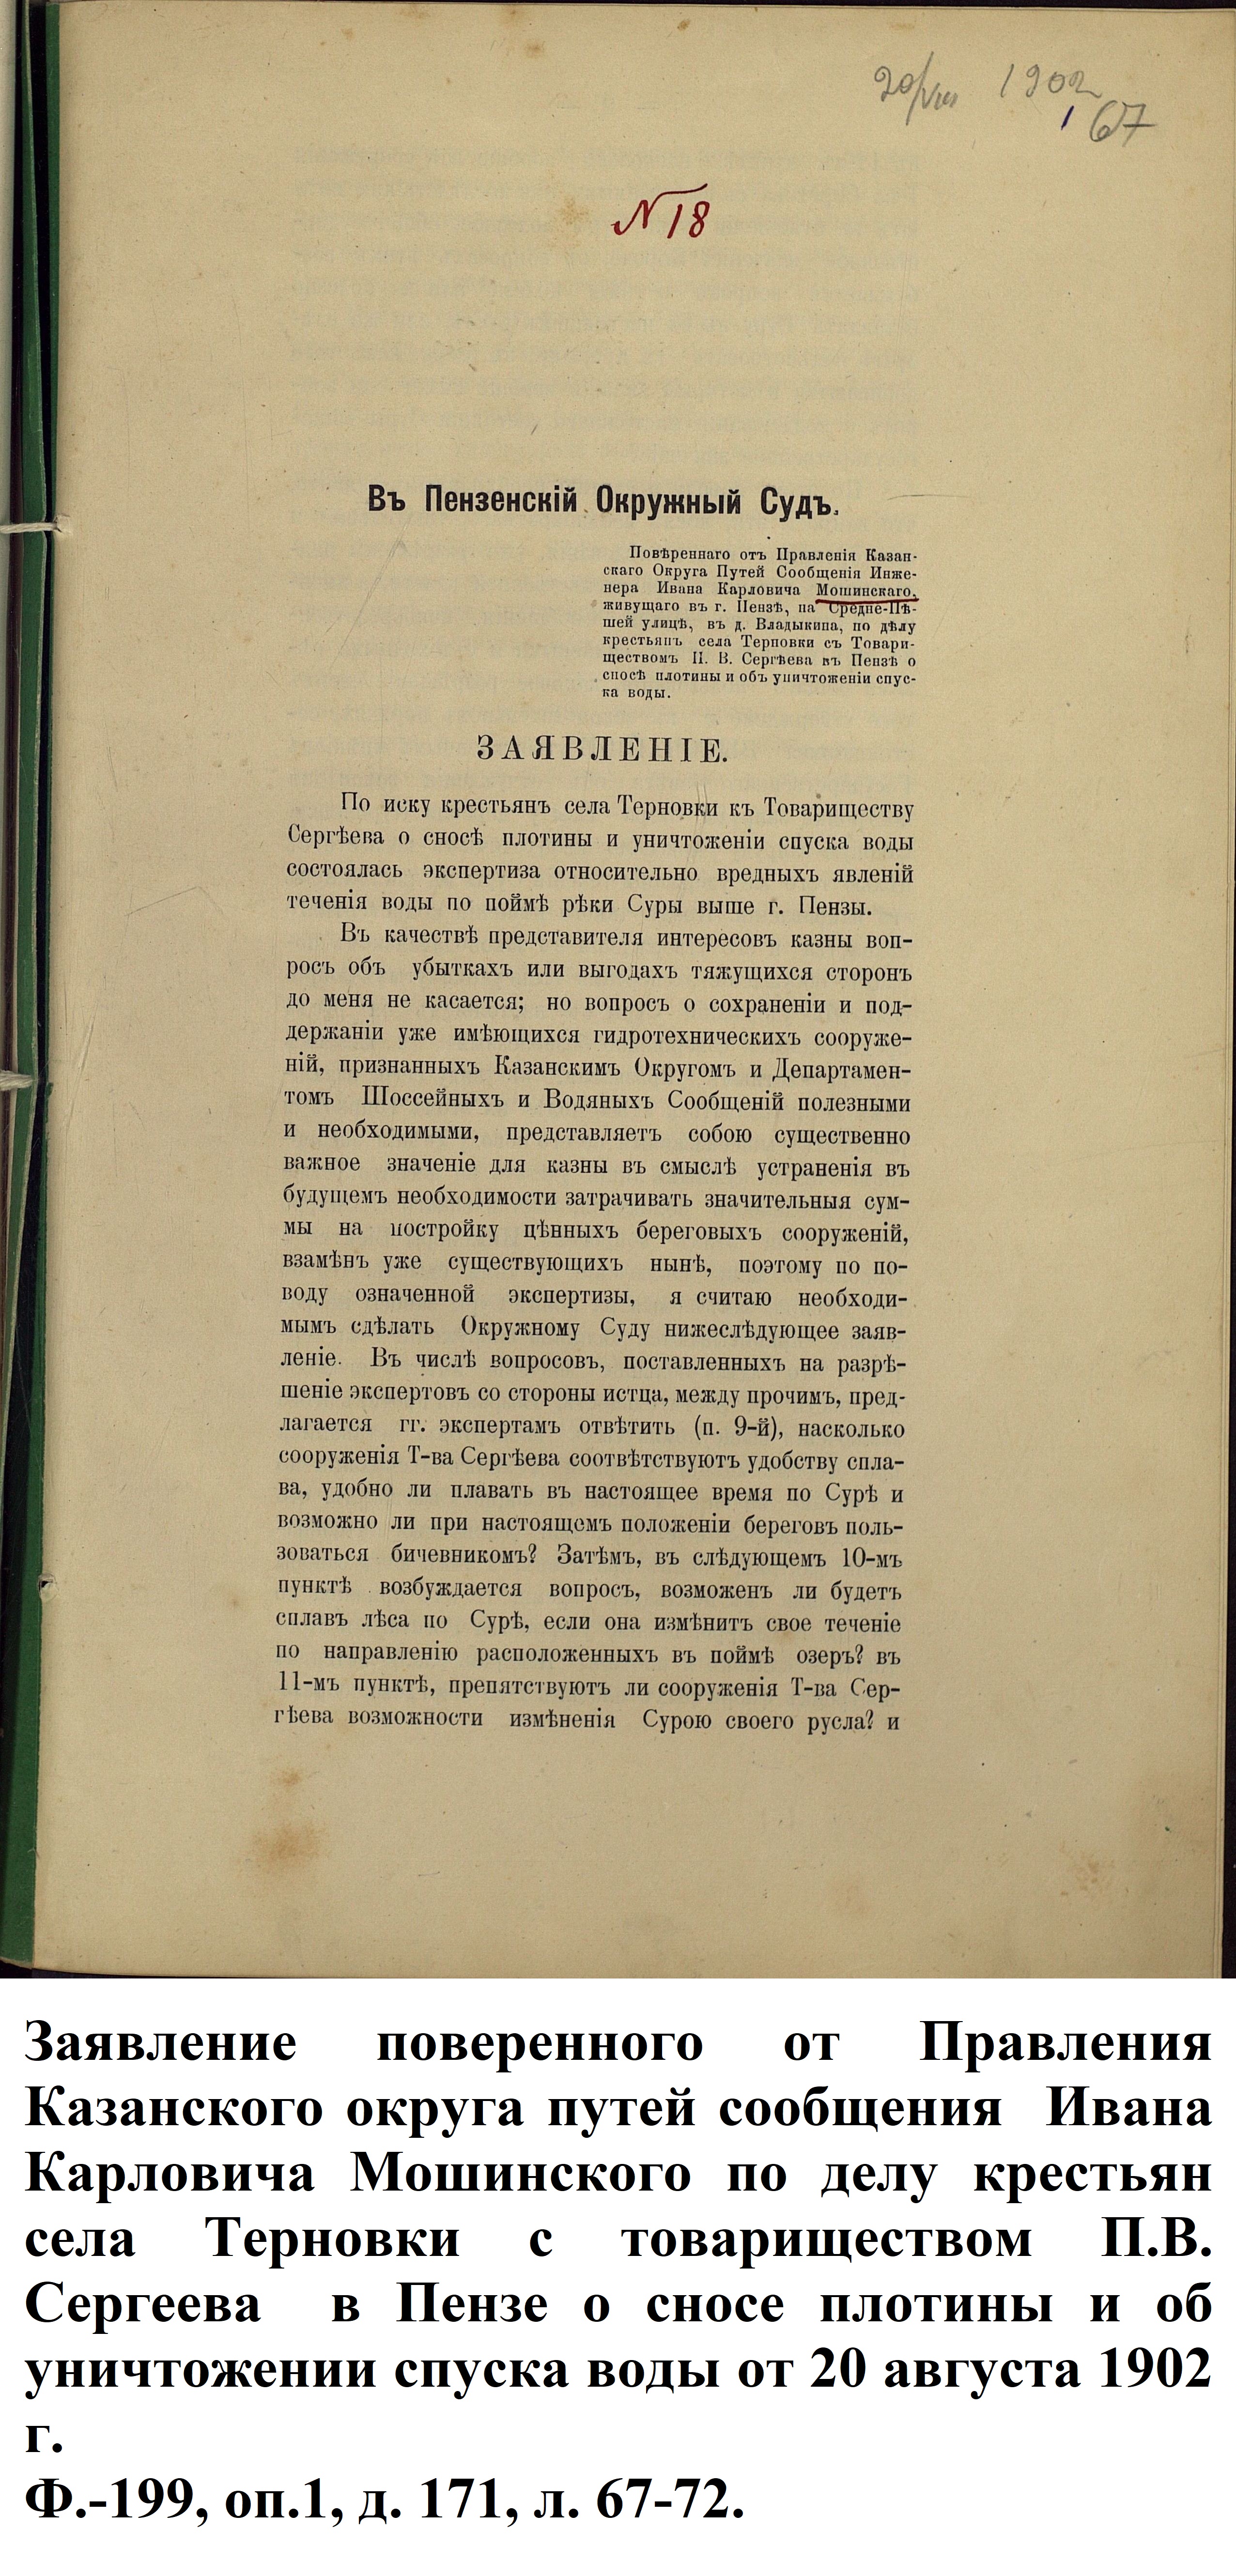 20/VIII 1902
67
N 18
Въ Пензенскій Окружный Судъ.
Повѣреннаго отъ Правленія Казан-
скаго Округа Путей Сообщенія Инже-
нера Ивана Карловича Мошинскаго,
живущаго въ г. Пензѣ, на Средне-Пѣ-
шей улицѣ, въ д. Владыкина, по дѣлу
крестьянъ села Терновки съ Товари-
ществомъ П. В. Сергѣева въ Пензѣ о
сносѣ плотины и объ уничтоженіи спус-
ка воды.
ЗАЯВЛЕНІЕ.
По иску крестьянъ села Терновки къ Товариществу
Сергѣева о сносѣ плотины и уничтоженіи спуска воды
состоялась экспертиза относительно вредныхъ явленій
теченія воды по поймѣ рѣки Суры выше г. Пензы.
Въ качествѣ представителя интересовъ казны воп-
росъ объ убыткахъ или выгодахъ тяжущихся сторонъ
до меня не касается; но вопросъ о сохраненіи и под-
держаніи уже имѣющихся гидротехническихъ сооруже-
ній, признанныхъ Казанскимъ Округомъ и Департамен-
томъ Шоссейныхъ и Водяныхъ Сообщеній полезными
и необходимыми, представляетъ собою существенно
важное значеніе для казны въ смыслѣ устраненія въ
будущемъ необходимости затрачивать значительныя сум-
мы на постройку цѣнныхъ береговыхъ сооруженій,
взамѣнъ уже существующихъ нынѣ, поэтому по по-
воду означенной экспертизы, я считаю необходи-
мымъ сдѣлать Окружному Суду нижеслѣдующее заяв-
леніе. Въ числѣ вопросовъ, поставленныхъ на разрѣ-
шеніе экспертовъ со стороны истца, между прочимъ, пред-
лагается гг. экспертамъ отвѣтить (п. 9-й), насколько
сооруженія Т-ва Сергѣева соотвѣтствуютъ удобству спла-
ва, удобно ли плавать въ настоящее время по Сурѣ и
возможно ли при настоящемъ положеніи береговъ поль-
зоваться бичевникомъ? Затѣмъ, въ слѣдующемъ 10-мъ
пунктѣ возбуждается вопросъ, возможенъ ли будетъ
сплавъ лѣса по Сурѣ, если она измѣнитъ свое теченіе
по направленію расположенныхъ въ поймѣ озеръ? въ
11-мъ пунктѣ, препятствуютъ ли сооруженія Т-ва Сер-
гѣева возможности измѣненія Сурою своего русла? и
Заявление поверенного от Правления
Казанского округа путей сообщения Ивана
Карловича Мошинского по делу крестьян
села Терновки с товариществом П.В.
Сергеева в Пензе о сносе плотины и об
уничтожении спуска воды от 20 августа 1902
г.
Ф.-199, оп.1, д. 171, л. 67-72.